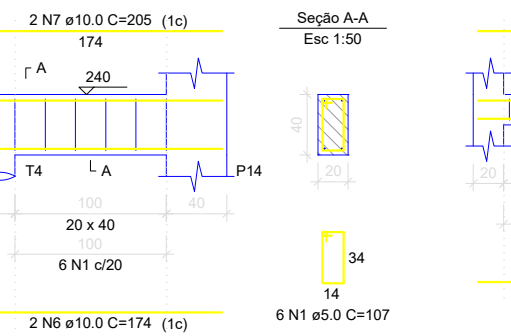 2 N7 ø10.0 C=205 (1c)
174
A
240
T4
A
P14
100
40
20 x 40
100
6 N1 c/20
2 N6 ø10.0 C=174 (1c)
Seção A-A
Esc 1:50
40
20
34
14
6 N1 ø5.0 C=107
20